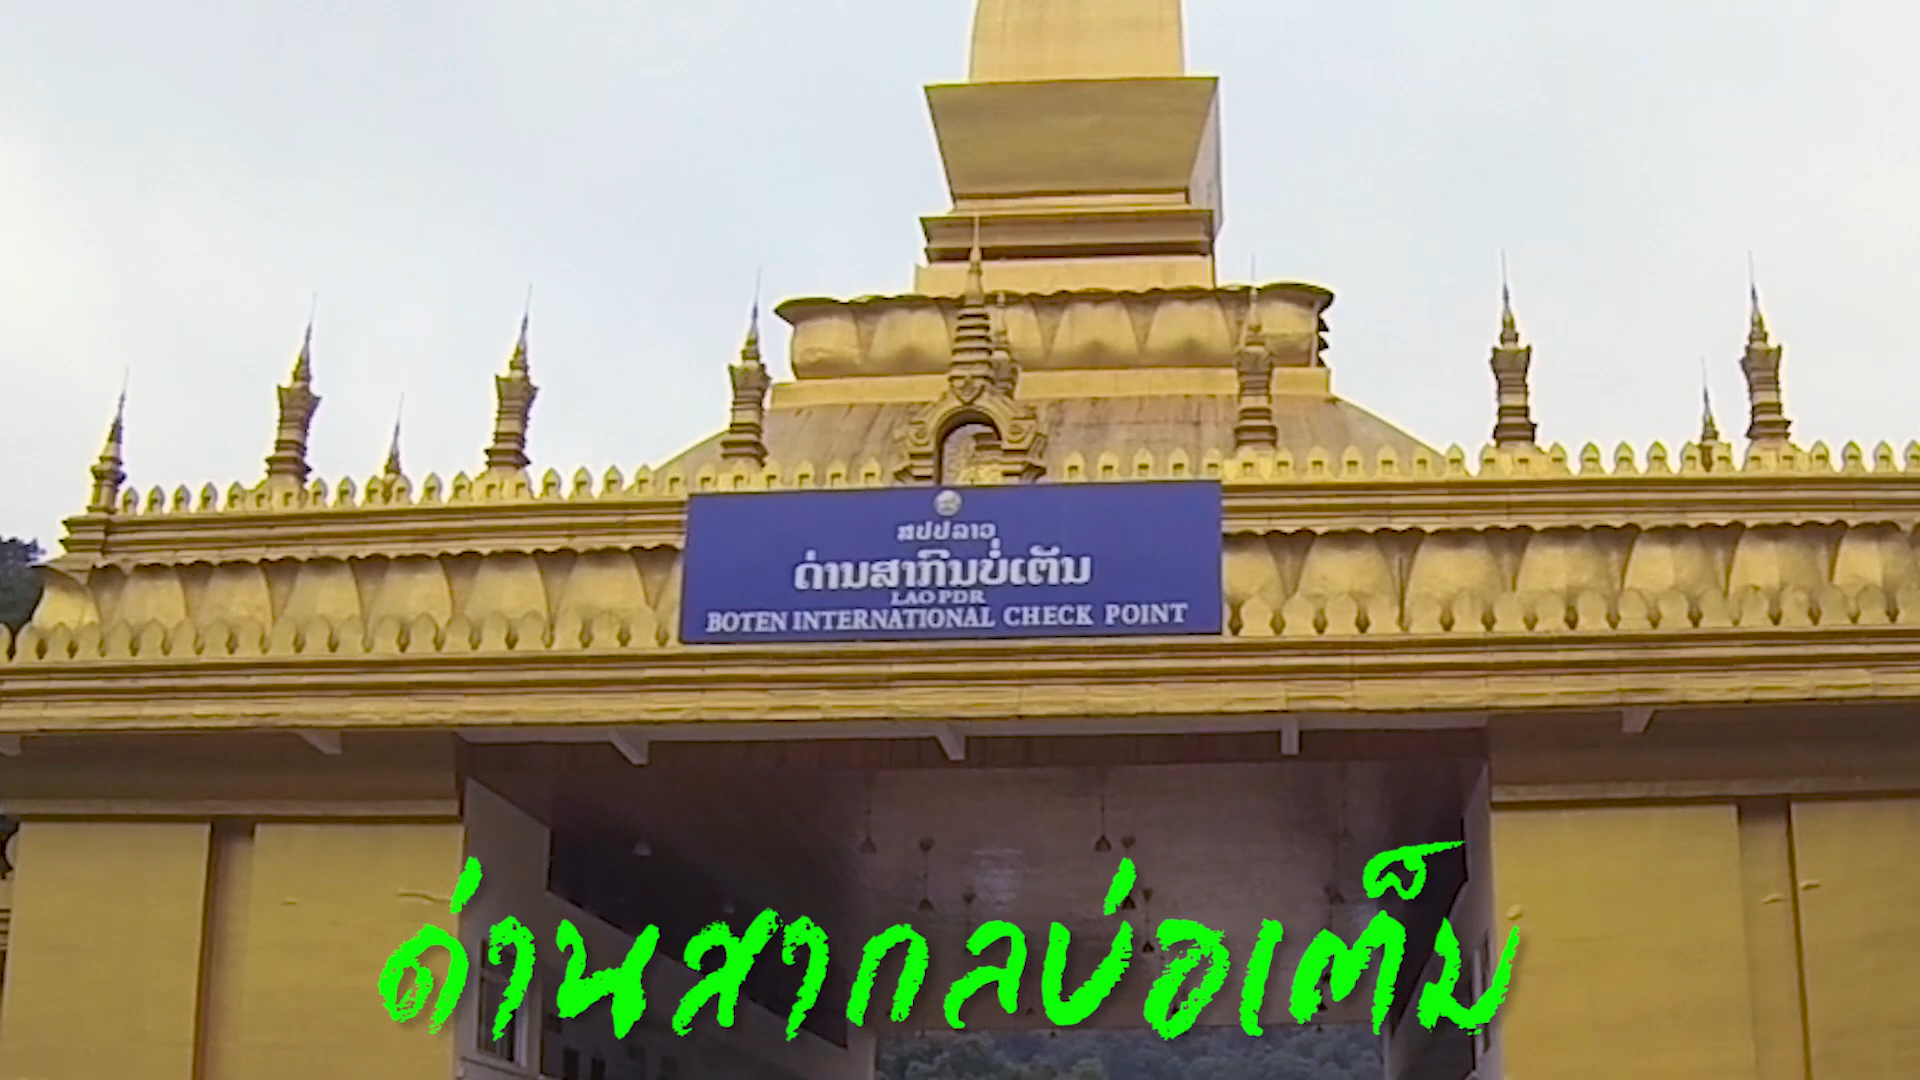 ສປປລາວ
ດ່ານສາກົນບໍ່ເຕັນ
LAO PDR
BOTEN INTERNATIONAL CHECK POINT
ด่านสากลบ่อเต็น